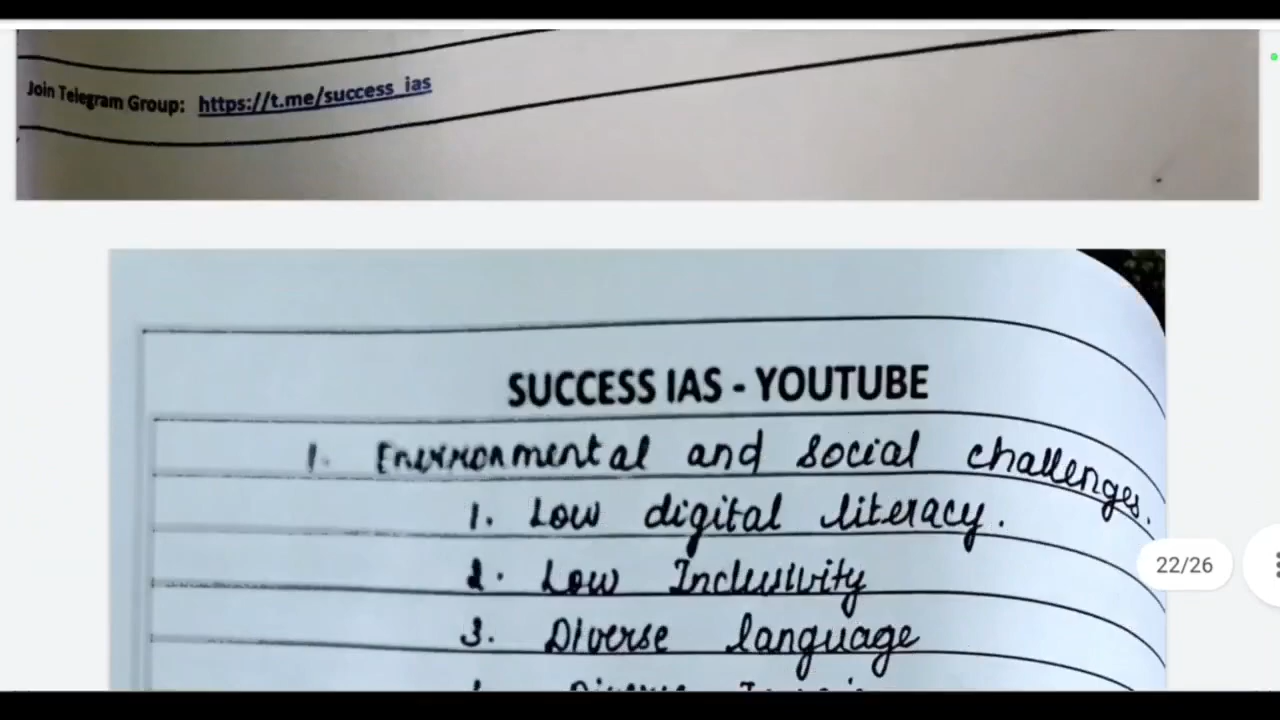 Join Telegram Group: https://t.me/success_ias
SUCCESS IAS - YOUTUBE
1. Environmental and social challenges.
1. Low digital literacy.
2. Low Inclusivity
3. Diverse language
22/26